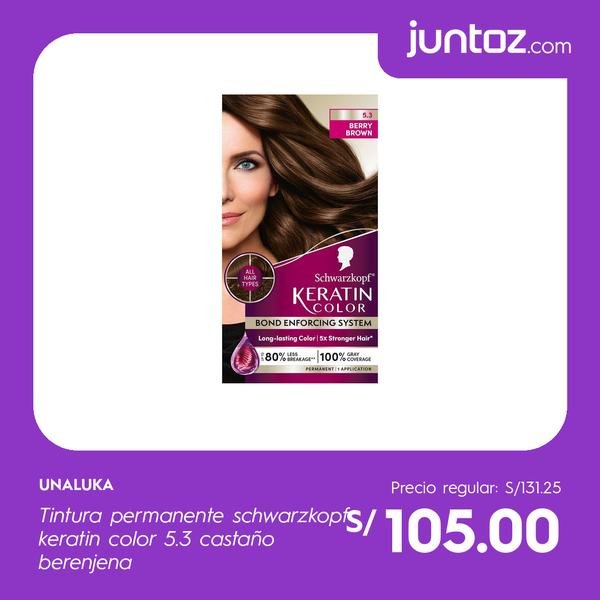 juntoz.com
5.3
BERRY
BROWN
ALL
HAIR
TYPES
Schwarzkopf
KERATIN
COLOR
BOND ENFORCING SYSTEM
Long-lasting Color | 5x Stronger Hair*
UP TO 80% LESS BREAKAGE** | 100% GRAY COVERAGE
PERMANENT | 1 APPLICATION
UNALUKA
Precio regular: S/131.25
Tintura permanente schwarzkopf
keratin color 5.3 castaño
berenjena
S/ 105.00